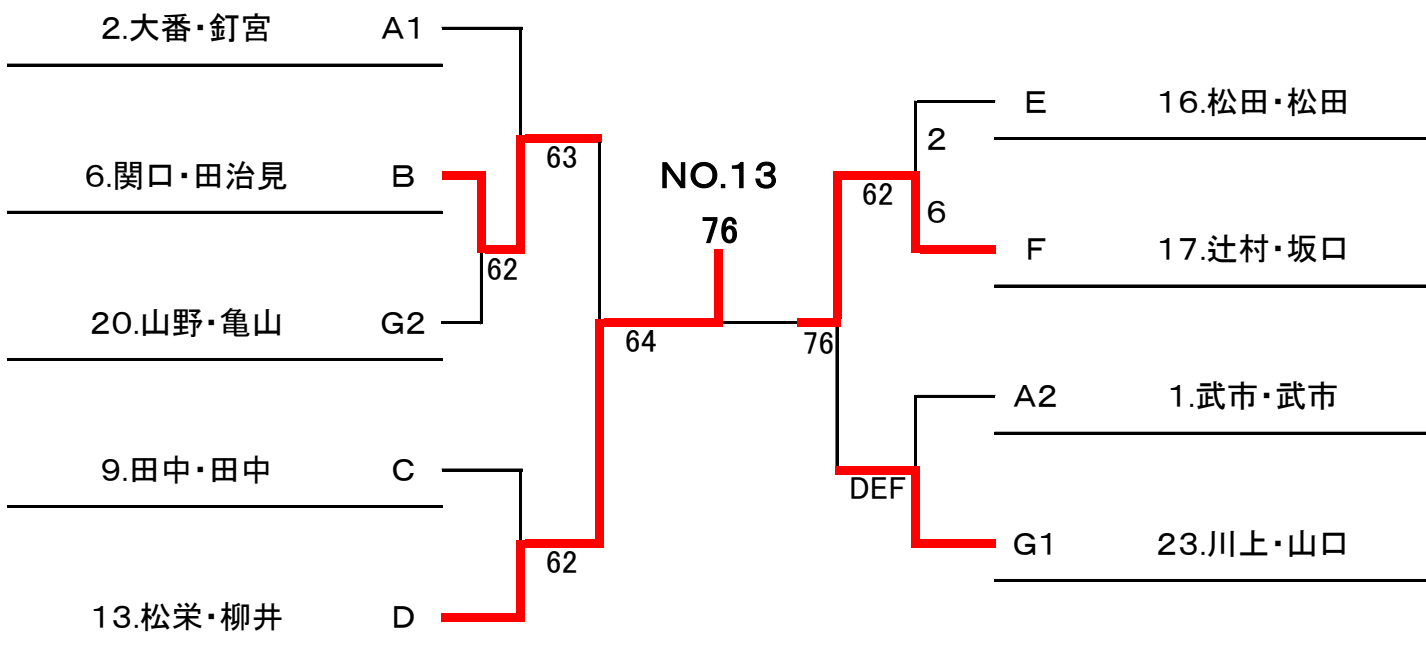 2.大番・釘宮 A1
6.関口・田治見 B
20.山野・亀山 G2
9.田中・田中 C
13.松栄・柳井 D
63
62
62
64
NO.13
76
76
62
DEF
2
6
E 16.松田・松田
F 17.辻村・坂口
A2 1.武市・武市
G1 23.川上・山口